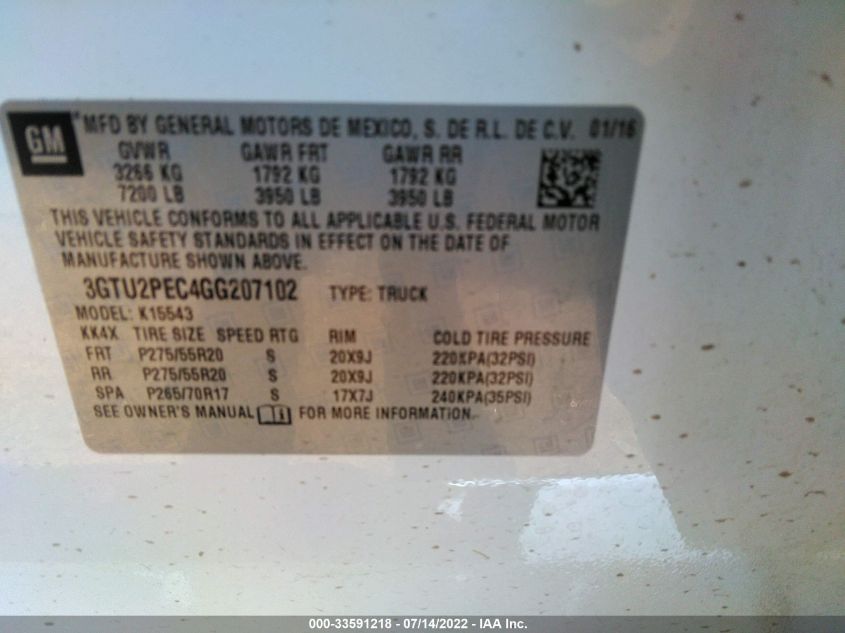 GM MFD BY GENERAL MOTORS DE MEXICO, S. DE R.L. DE C.V. 01/16
GVWR GAWR FRT GAWR RR
3266 KG 1792 KG 1792 KG
7200 LB 3950 LB 3950 LB
THIS VEHICLE CONFORMS TO ALL APPLICABLE U.S. FEDERAL MOTOR
VEHICLE SAFETY STANDARDS IN EFFECT ON THE DATE OF
MANUFACTURE SHOWN ABOVE.
3GTU2PEC4GG207102 TYPE: TRUCK
MODEL: K15543
KK4X TIRE SIZE SPEED RTG RIM COLD TIRE PRESSURE
FRT P275/55R20 S 20X9J 220KPA(32PSI)
RR P275/55R20 S 20X9J 220KPA(32PSI)
SPA P265/70R17 S 17X7J 240KPA(35PSI)
SEE OWNER'S MANUAL FOR MORE INFORMATION.
000-33591218 - 07/14/2022 - IAA Inc.